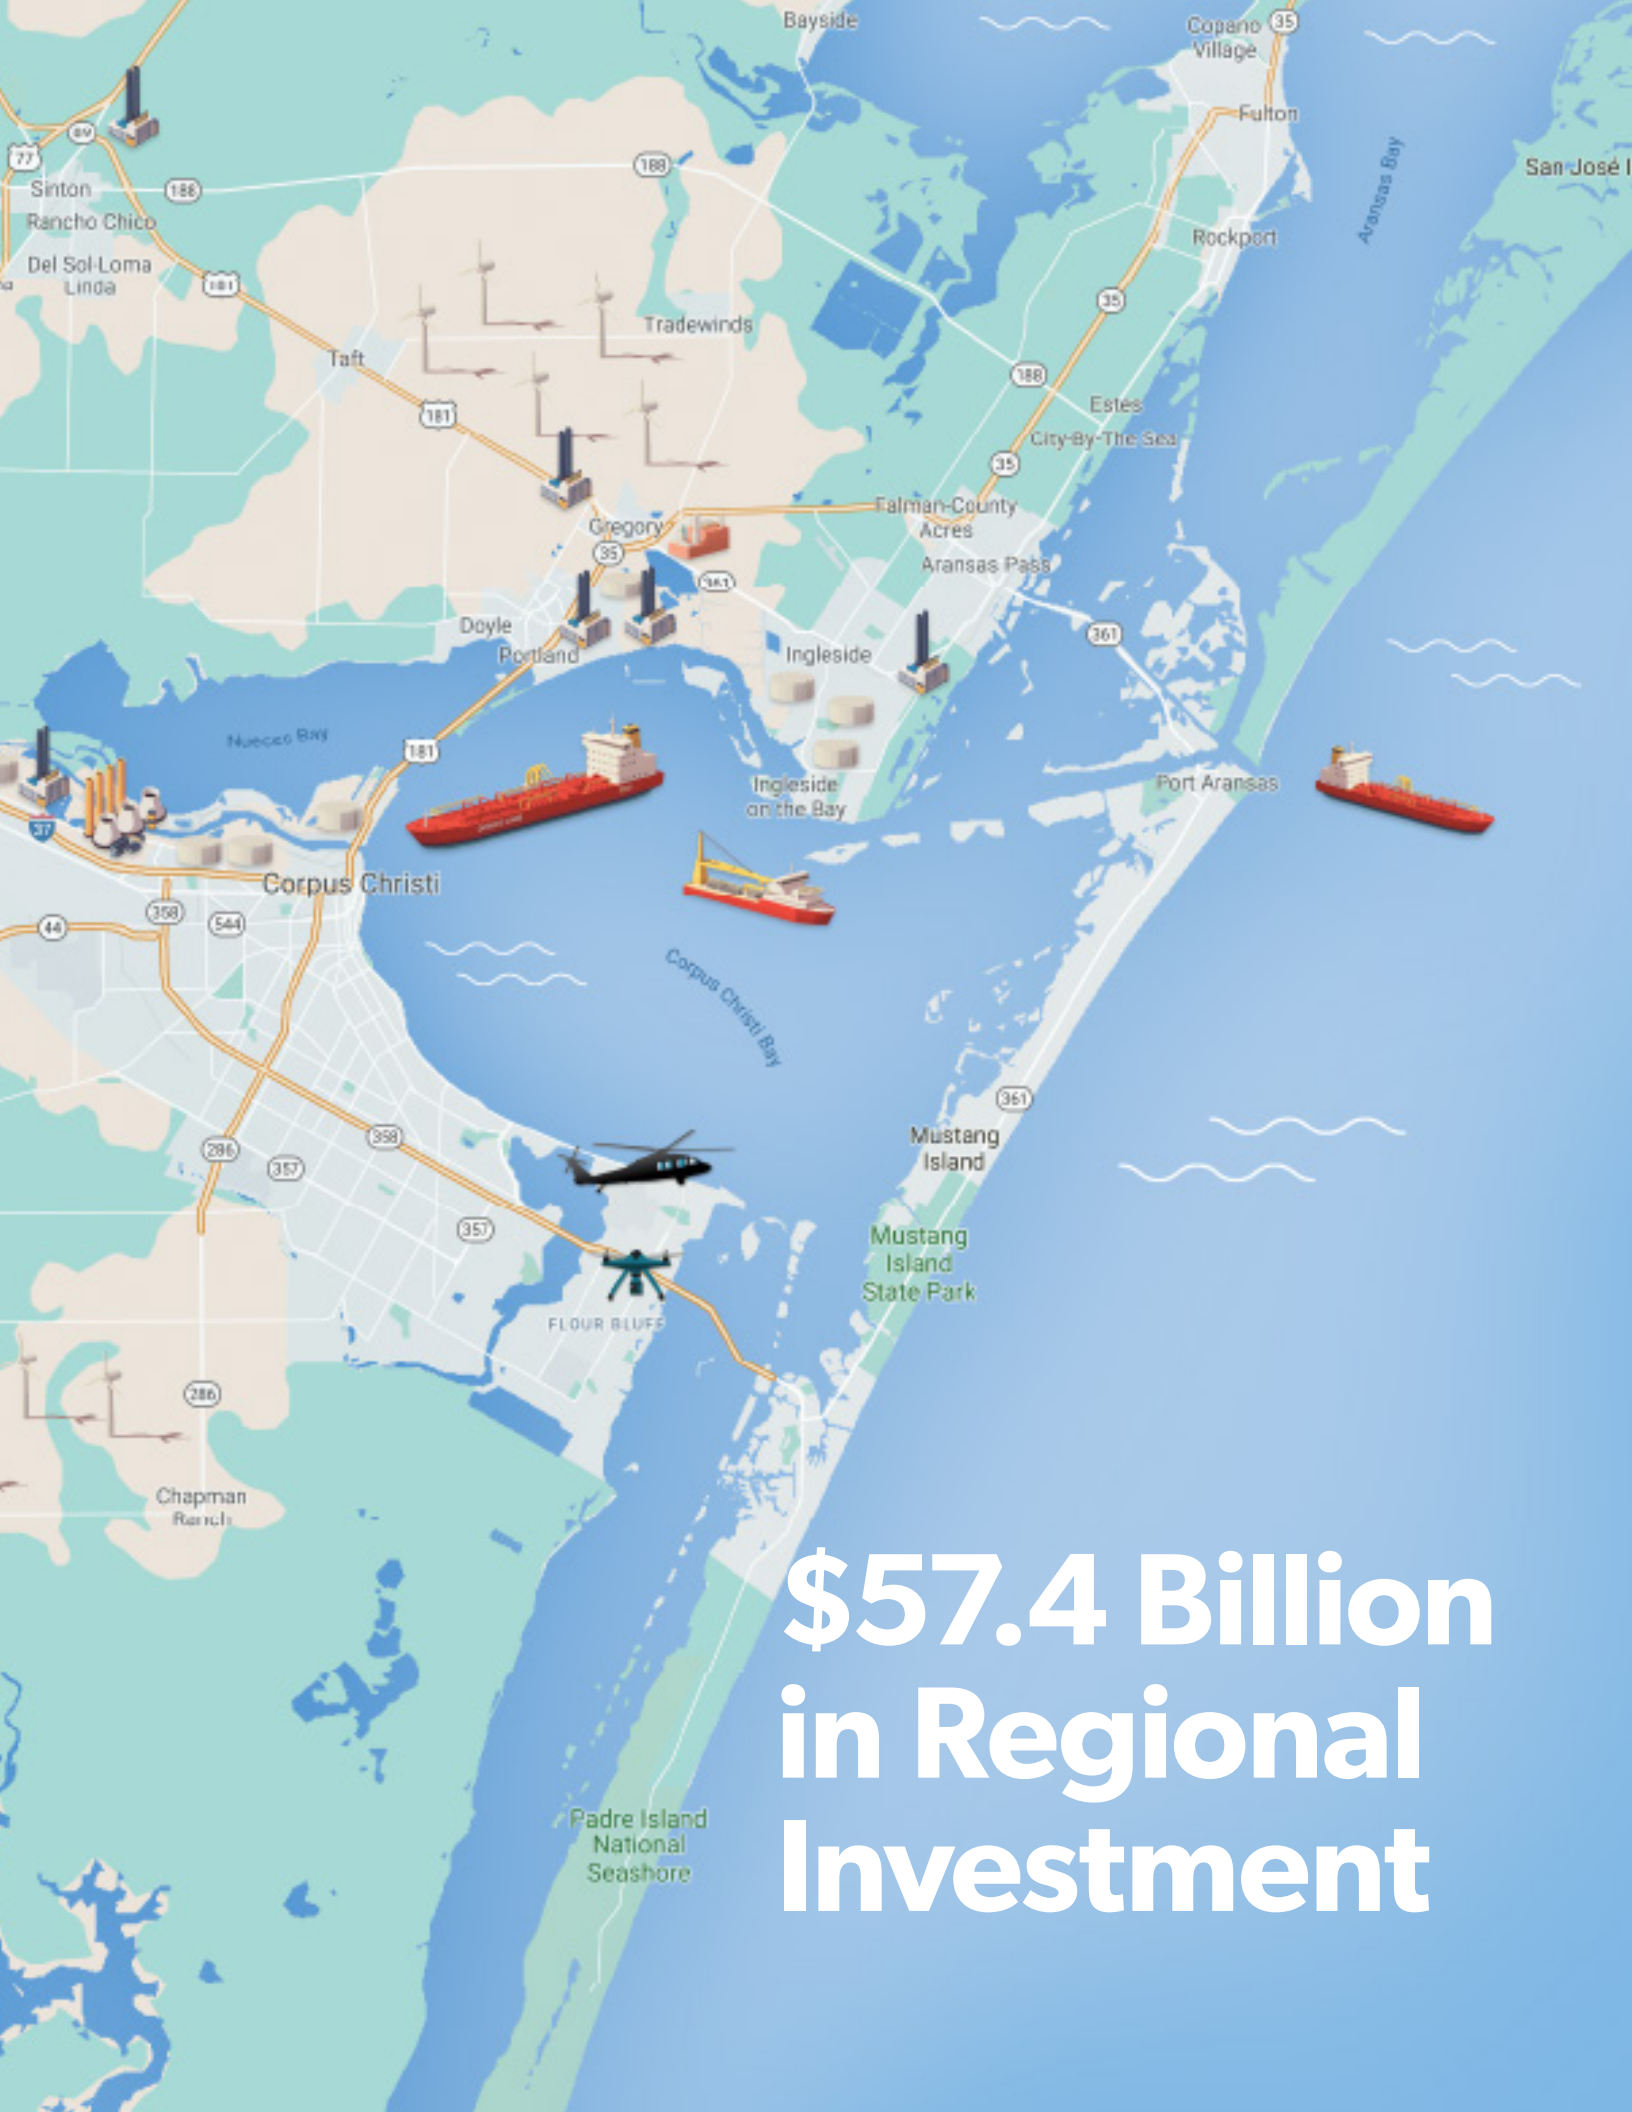 Bayside
Copano
Village
35
Fulton
Aransas Bay
San José I
89
77
Sinton
188
188
Rancho Chico
Del Sol-Loma
Linda
181
Rockport
35
Tradewinds
Taft
188
181
Estes
City-By-The Sea
35
Falman-County
Acres
Gregory
35
Aransas Pass
361
Doyle
Portland
Ingleside
361
Nueces Bay
181
Ingleside
on the Bay
Port Aransas
37
Corpus Christi
358
544
44
Corpus Christi Bay
361
Mustang
Island
358
286
357
357
Mustang
Island
State Park
FLOUR BLUFF
286
Chapman
Ranch
$57.4 Billion
in Regional
Investment
Padre Island
National
Seashore